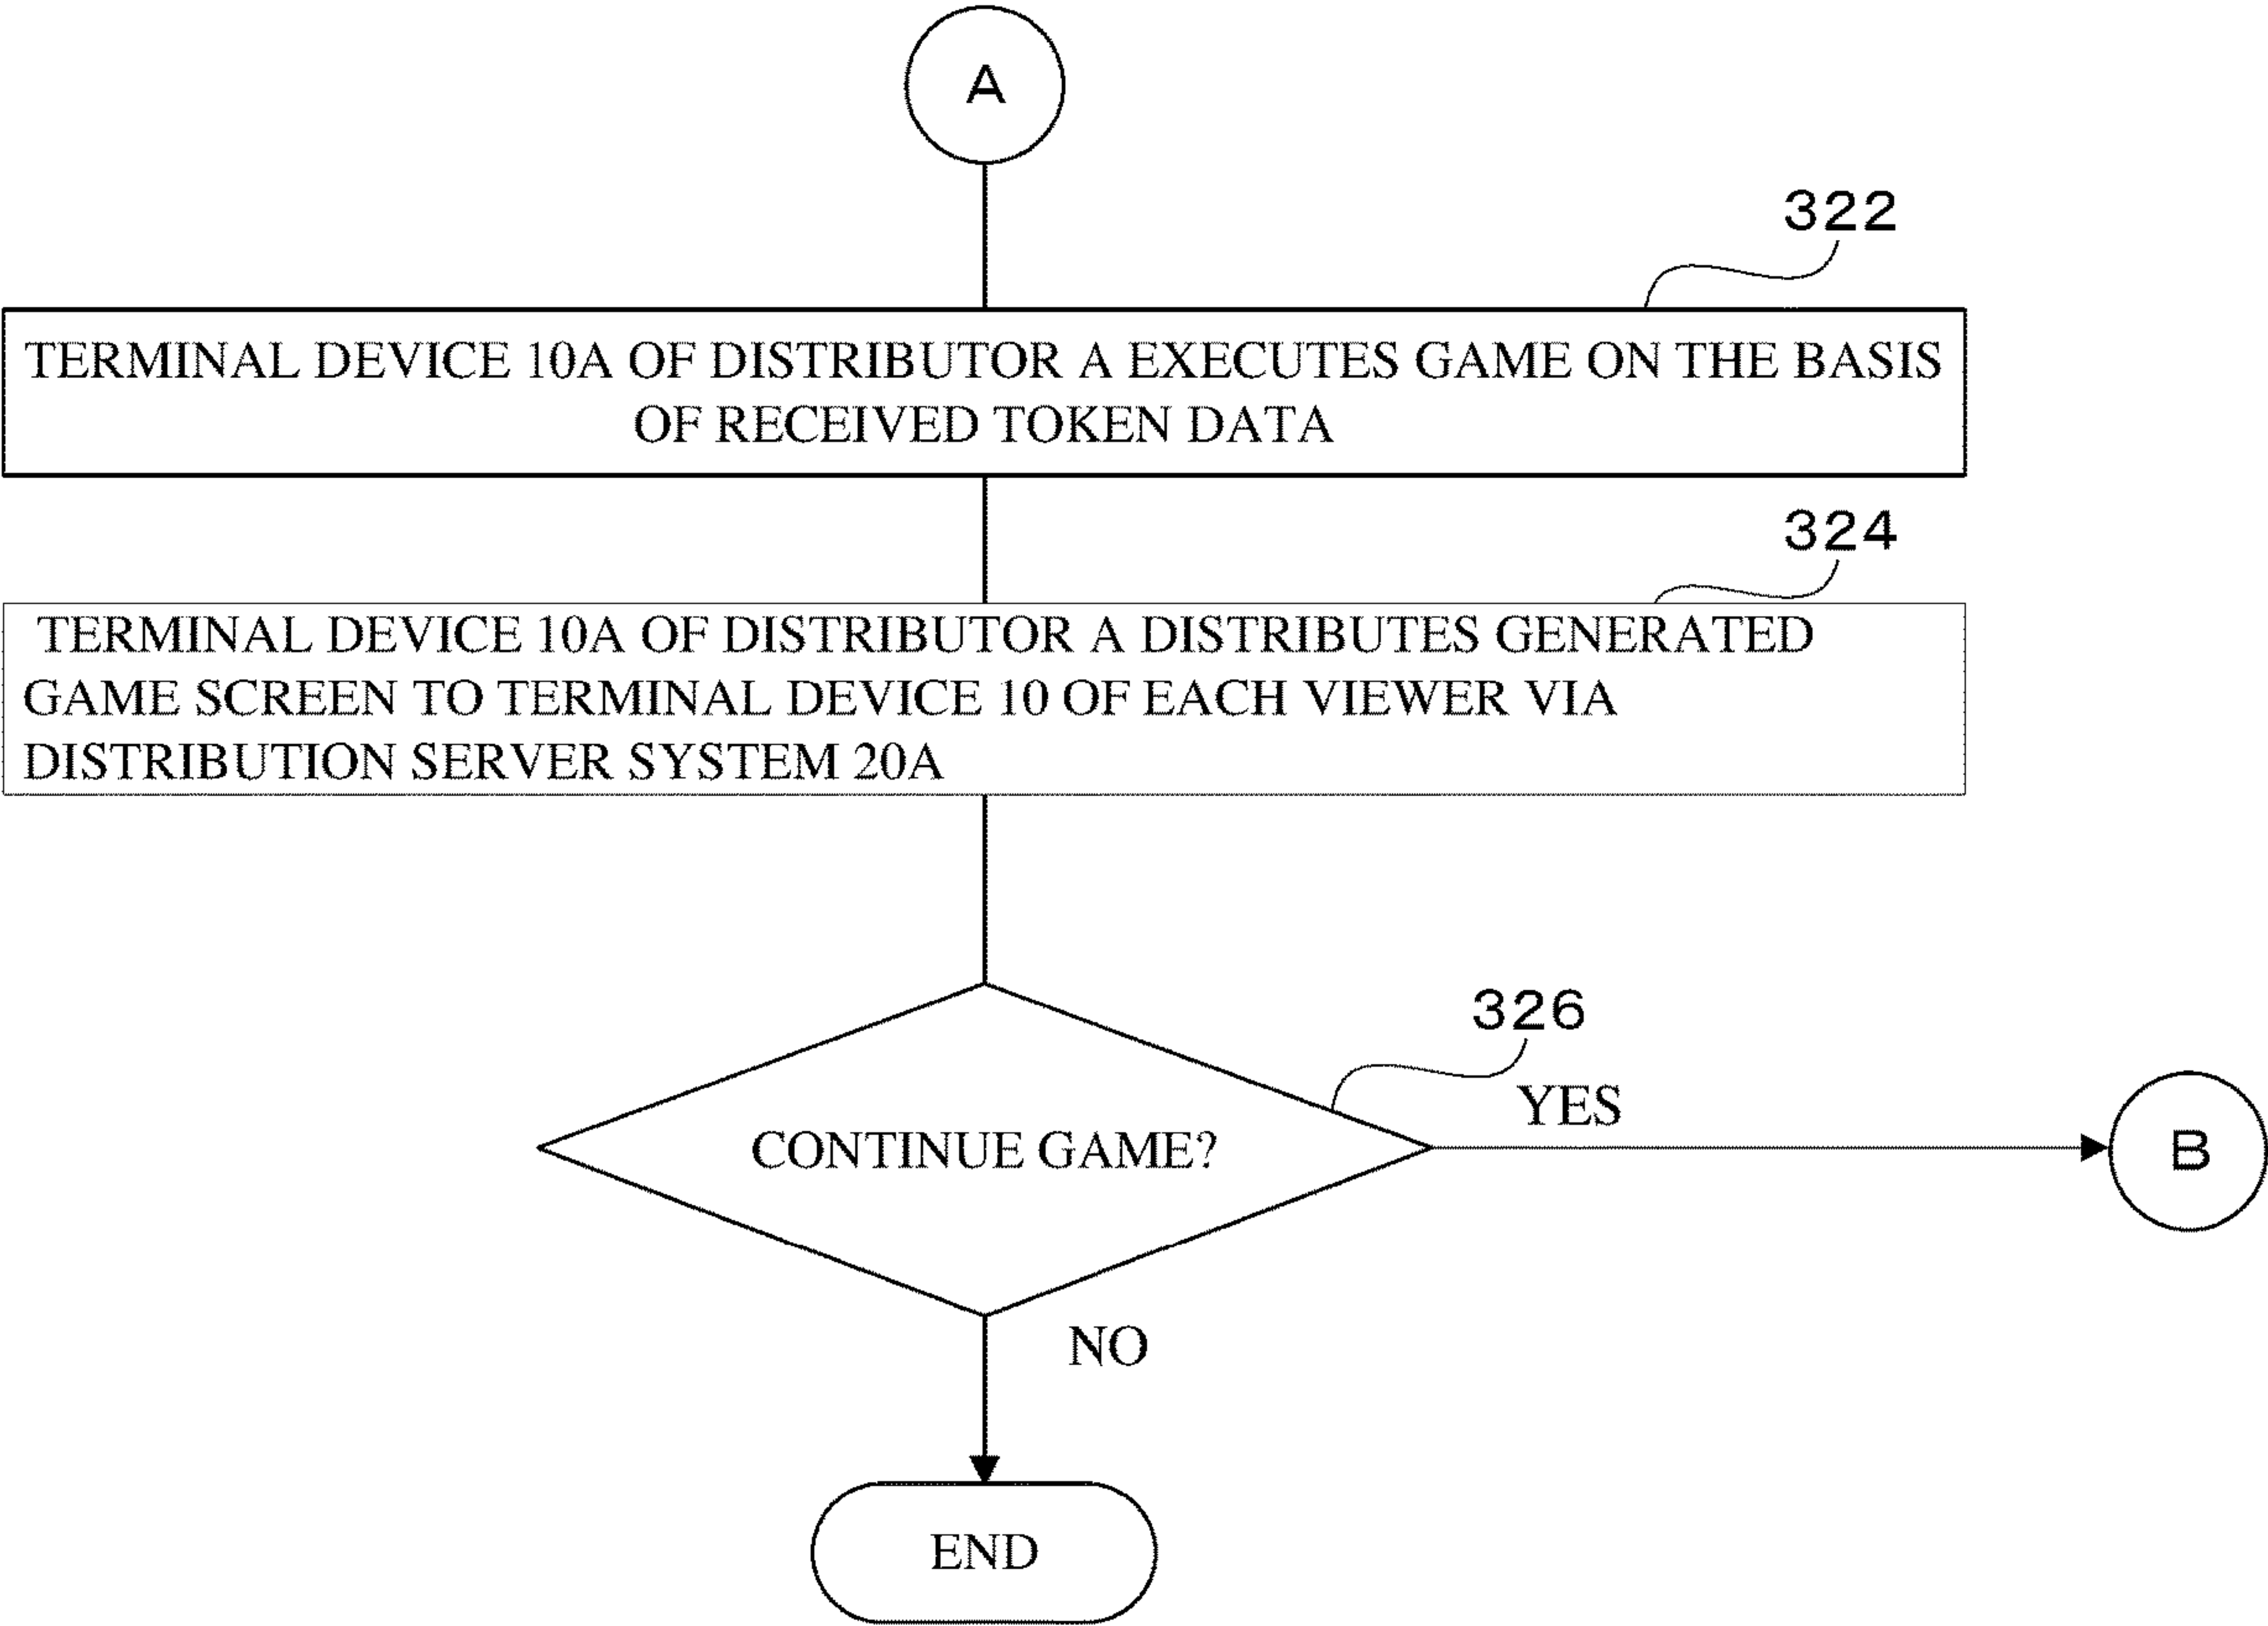 A
322
TERMINAL DEVICE 10A OF DISTRIBUTOR A EXECUTES GAME ON THE BASIS
OF RECEIVED TOKEN DATA
324
TERMINAL DEVICE 10A OF DISTRIBUTOR A DISTRIBUTES GENERATED
GAME SCREEN TO TERMINAL DEVICE 10 OF EACH VIEWER VIA
DISTRIBUTION SERVER SYSTEM 20A
326
YES
CONTINUE GAME?
B
NO
END